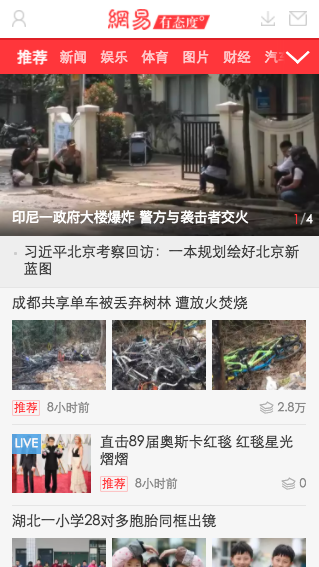 網易 有态度°
推荐 新闻 娱乐 体育 图片 财经
印尼一政府大楼爆炸 警方与袭击者交火 1/4
习近平北京考察回访：一本规划绘好北京新
蓝图
成都共享单车被丢弃树林 遭放火焚烧
推荐 8小时前 2.8万
LIVE
直击89届奥斯卡红毯 红毯星光
熠熠
推荐 8小时前 0
湖北一小学28对多胞胎同框出镜